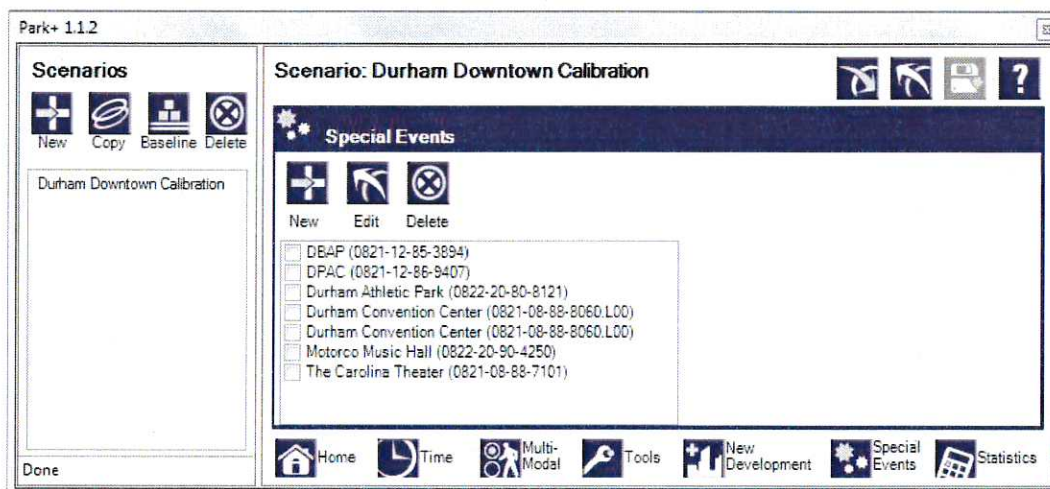 Park+ 1.1.2
Scenarios
New Copy Baseline Delete
Durham Downtown Calibration
Done
Scenario: Durham Downtown Calibration
?
Special Events
New Edit Delete
DBAP (0821-12-85-3894)
DPAC (0821-12-86-9407)
Durham Athletic Park (0822-20-80-8121)
Durham Convention Center (0821-08-88-8060.L00)
Durham Convention Center (0821-08-88-8060.L00)
Motorco Music Hall (0822-20-90-4250)
The Carolina Theater (0821-08-88-7101)
Home
Time
Multi-
Modal
Tools
New
Development
Special
Events
Statistics